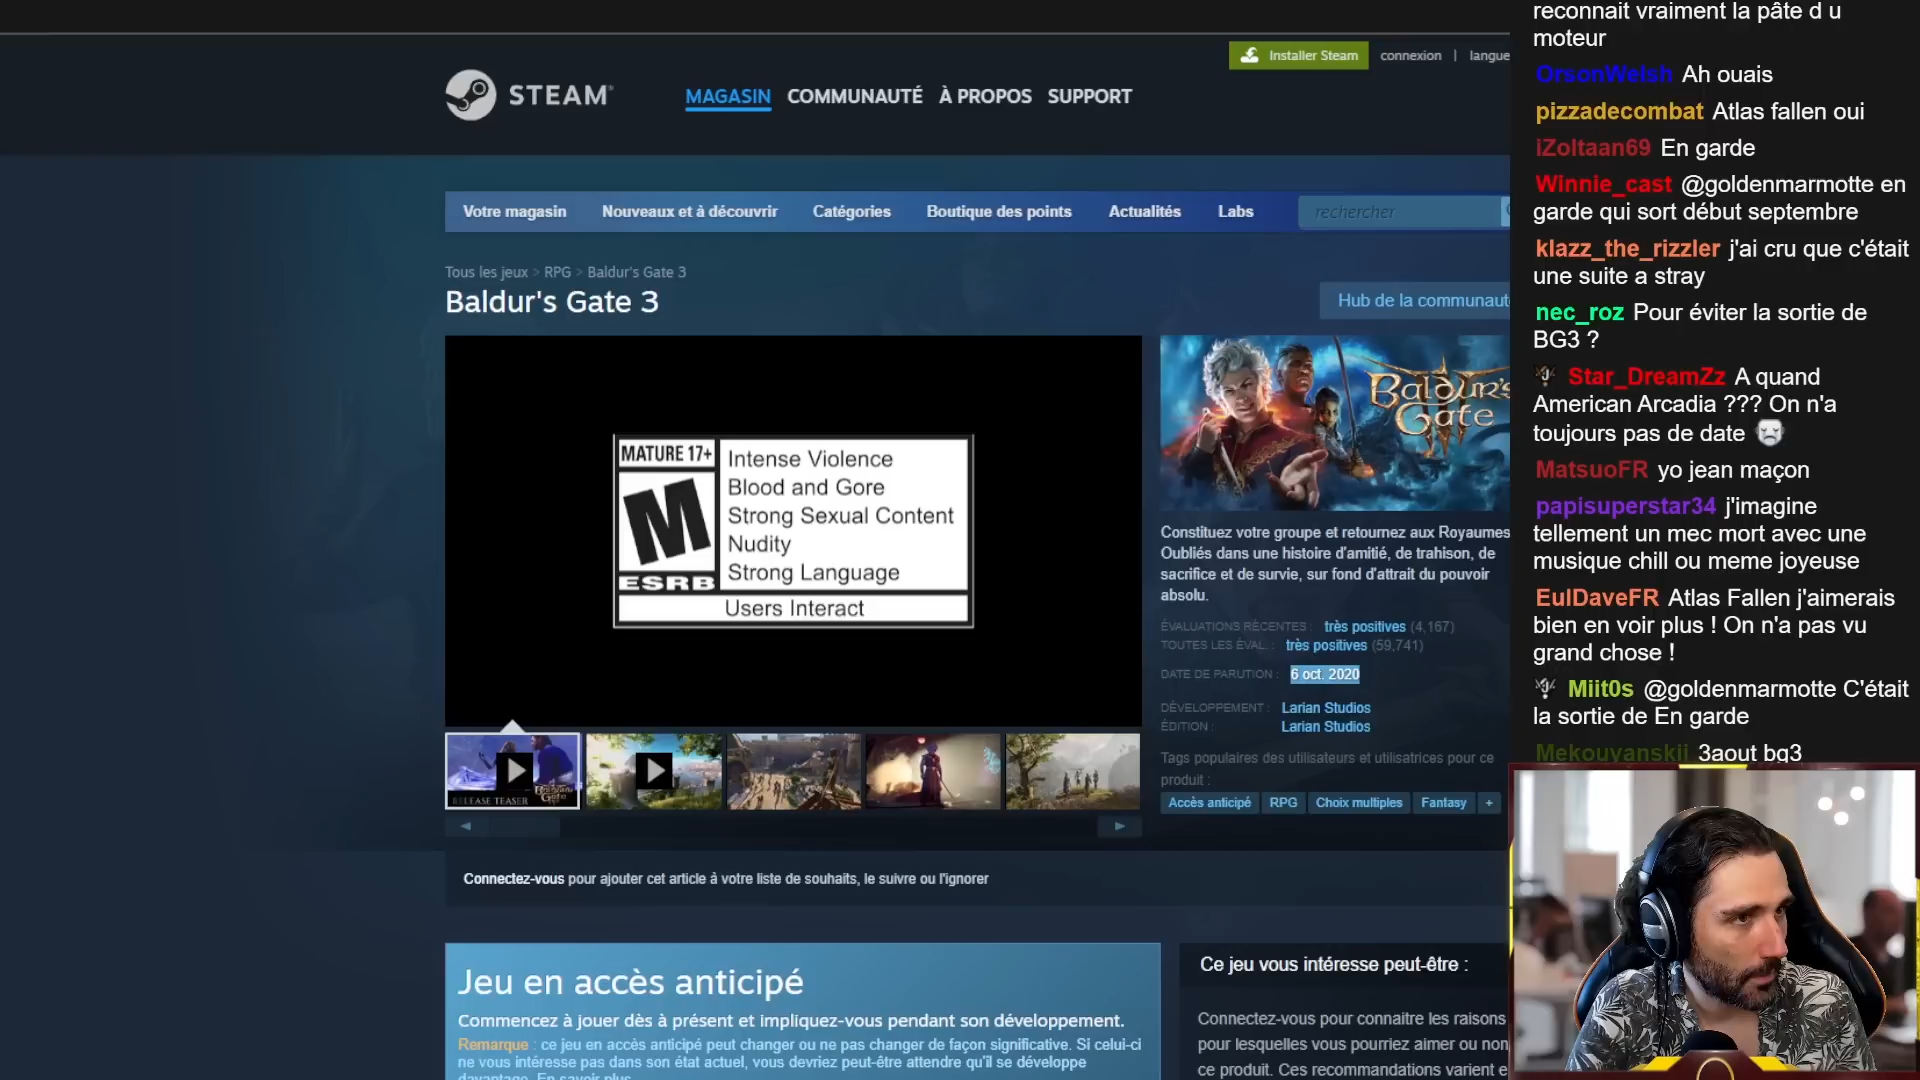 Installer Steam
connexion | langue
STEAM
MAGASIN COMMUNAUTÉ À PROPOS SUPPORT
Votre magasin Nouveaux et à découvrir Catégories Boutique des points Actualités Labs rechercher
Tous les jeux > RPG > Baldur's Gate 3
Baldur's Gate 3
Hub de la communauté
MATURE 17+
M
ESRB
Intense Violence
Blood and Gore
Strong Sexual Content
Nudity
Strong Language
Users Interact
RELEASE TEASER
Baldur's
Gate
Constituez votre groupe et retournez aux Royaumes
Oubliés dans une histoire d'amitié, de trahison, de
sacrifice et de survie, sur fond d'attrait du pouvoir
absolu.
ÉVALUATIONS RÉCENTES : très positives (4,167)
TOUTES LES ÉVAL. : très positives (59,741)
DATE DE PARUTION : 6 oct. 2020
DÉVELOPPEMENT : Larian Studios
ÉDITION : Larian Studios
Tags populaires des utilisateurs et utilisatrices pour ce
produit :
Accès anticipé RPG Choix multiples Fantasy +
Connectez-vous pour ajouter cet article à votre liste de souhaits, le suivre ou l'ignorer
Jeu en accès anticipé
Commencez à jouer dès à présent et impliquez-vous pendant son développement.
Remarque : ce jeu en accès anticipé peut changer ou ne pas changer de façon significative. Si celui-ci
ne vous intéresse pas dans son état actuel, vous devriez peut-être attendre qu'il se développe
davantage. En savoir plus
Ce jeu vous intéresse peut-être :
Connectez-vous pour connaitre les raisons
pour lesquelles vous pourriez aimer ou non
ce produit. Ces recommandations varient e
reconnait vraiment la pâte d u
moteur
OrsonWelsh Ah ouais
pizzadecombat Atlas fallen oui
iZoltaan69 En garde
Winnie_cast @goldenmarmotte en
garde qui sort début septembre
klazz_the_rizzler j'ai cru que c'était
une suite a stray
nec_roz Pour éviter la sortie de
BG3 ?
Star_DreamZz A quand
American Arcadia ??? On n'a
toujours pas de date
MatsuoFR yo jean maçon
papisuperstar34 j'imagine
tellement un mec mort avec une
musique chill ou meme joyeuse
EulDaveFR Atlas Fallen j'aimerais
bien en voir plus ! On n'a pas vu
grand chose !
Miit0s @goldenmarmotte C'était
la sortie de En garde
Mekouyanskii 3aout bg3